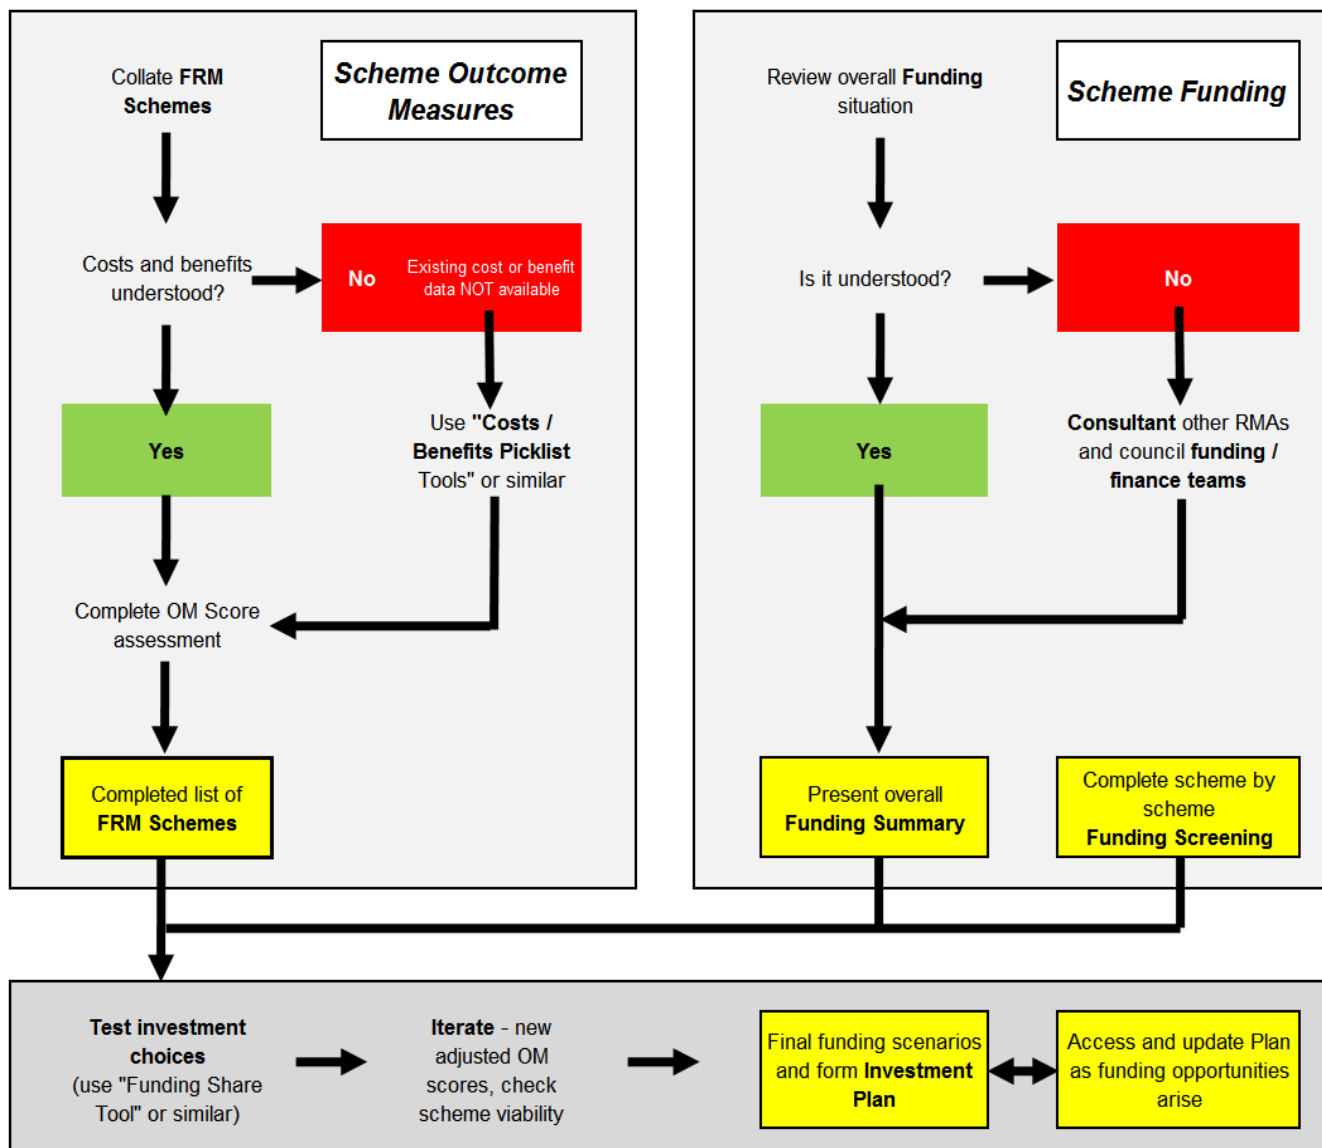 Collate FRM
Schemes
Scheme Outcome
Measures
Costs and benefits
understood?
No
Existing cost or benefit
data NOT available
Yes
Use "Costs /
Benefits Picklist
Tools" or similar
Complete OM Score
assessment
Completed list of
FRM Schemes
Review overall Funding
situation
Scheme Funding
Is it understood?
No
Yes
Consultant other RMAs
and council funding /
finance teams
Present overall
Funding Summary
Complete scheme by
scheme
Funding Screening
Test investment
choices
(use "Funding Share
Tool" or similar)
Iterate - new
adjusted OM
scores, check
scheme viability
Final funding scenarios
and form Investment
Plan
Access and update Plan
as funding opportunities
arise